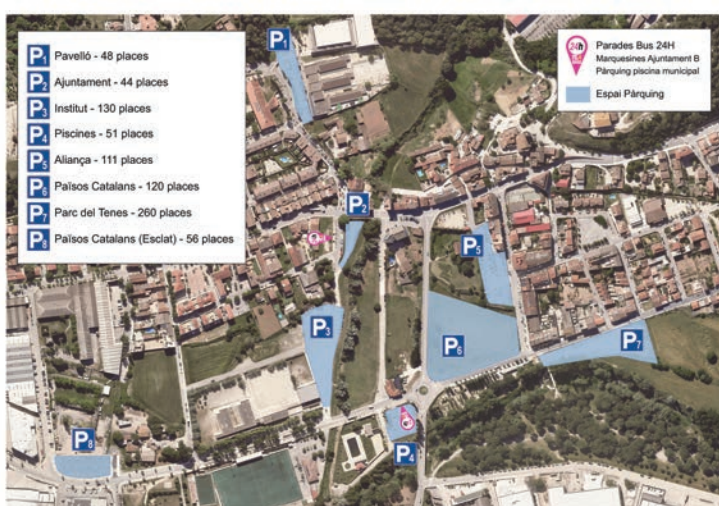 P1 Pavelló - 48 places
P2 Ajuntament - 44 places
P3 Institut - 130 places
P4 Piscines - 51 places
P5 Aliança - 111 places
P6 Països Catalans - 120 places
P7 Parc del Tenes - 260 places
P8 Països Catalans (Esclat) - 56 places
24h
Parades Bus 24H
Marquesines Ajuntament B
Pàrquing piscina municipal
Espai Pàrquing
P1
P2
P5
P3
P6
P7
P8
P4